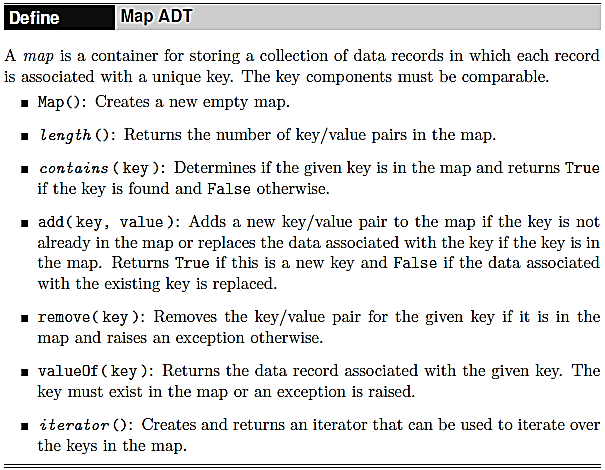 Define Map ADT
A map is a container for storing a collection of data records in which each record
is associated with a unique key. The key components must be comparable.
■ Map(): Creates a new empty map.
■ length(): Returns the number of key/value pairs in the map.
■ contains(key): Determines if the given key is in the map and returns True
if the key is found and False otherwise.
■ add(key, value): Adds a new key/value pair to the map if the key is not
already in the map or replaces the data associated with the key if the key is in
the map. Returns True if this is a new key and False if the data associated
with the existing key is replaced.
■ remove(key): Removes the key/value pair for the given key if it is in the
map and raises an exception otherwise.
■ valueOf(key): Returns the data record associated with the given key. The
key must exist in the map or an exception is raised.
■ iterator(): Creates and returns an iterator that can be used to iterate over
the keys in the map.